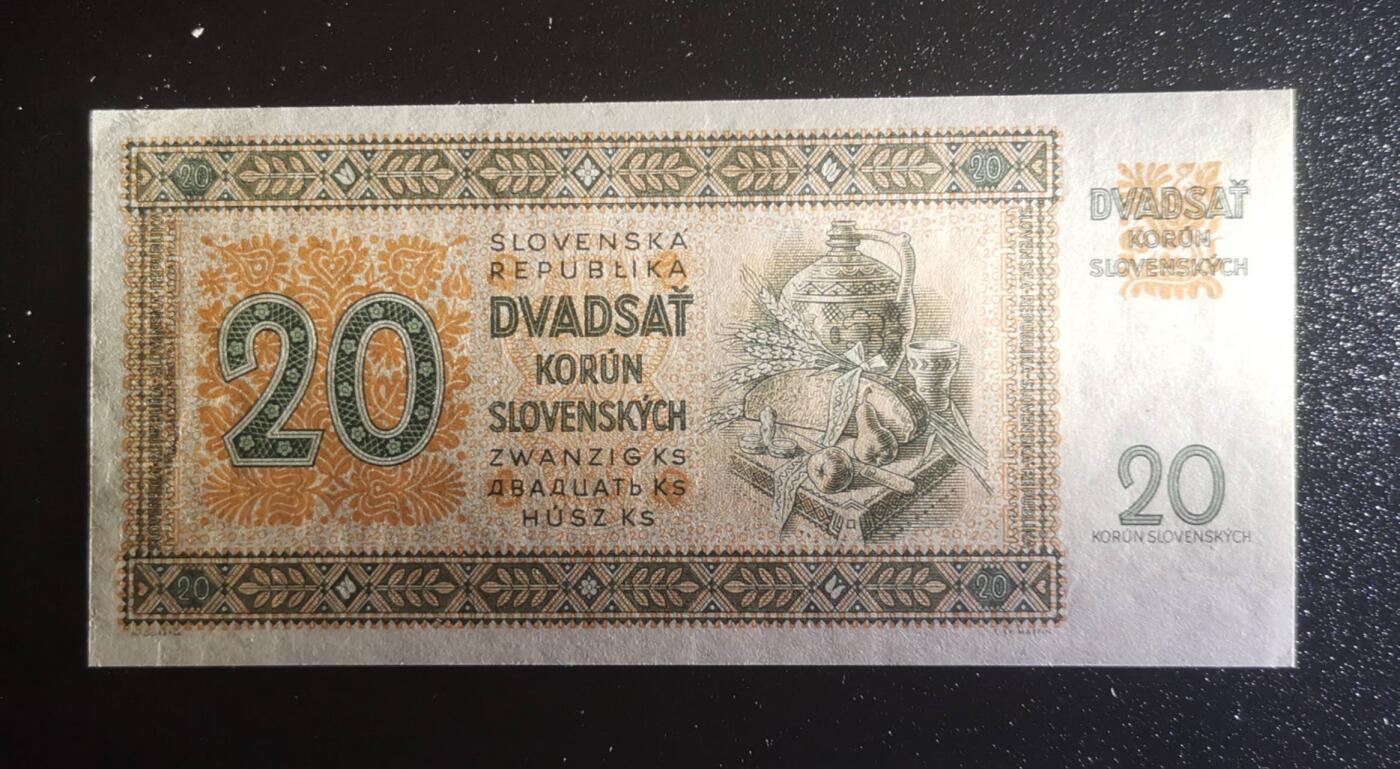 20
20
SLOVENSKÁ
REPUBLIKA
DVADSAŤ
KORÚN
SLOVENSKÝCH
ZWANZIG KS
ДВАДЦАТЬ KS
HÚSZ KS
20
DVADSAŤ
KORÚN
SLOVENSKÝCH
20
KORÚN SLOVENSKÝCH
20
20